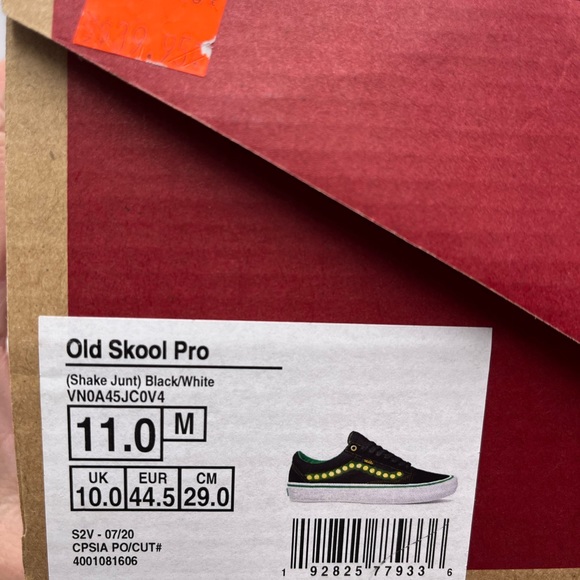 Old Skool Pro
(Shake Junt) Black/White
VN0A45JC0V4
11.0 M
UK EUR CM
10.0 44.5 29.0
S2V - 07/20
CPSIA PO/CUT#
4001081606
1 92825 77933 6